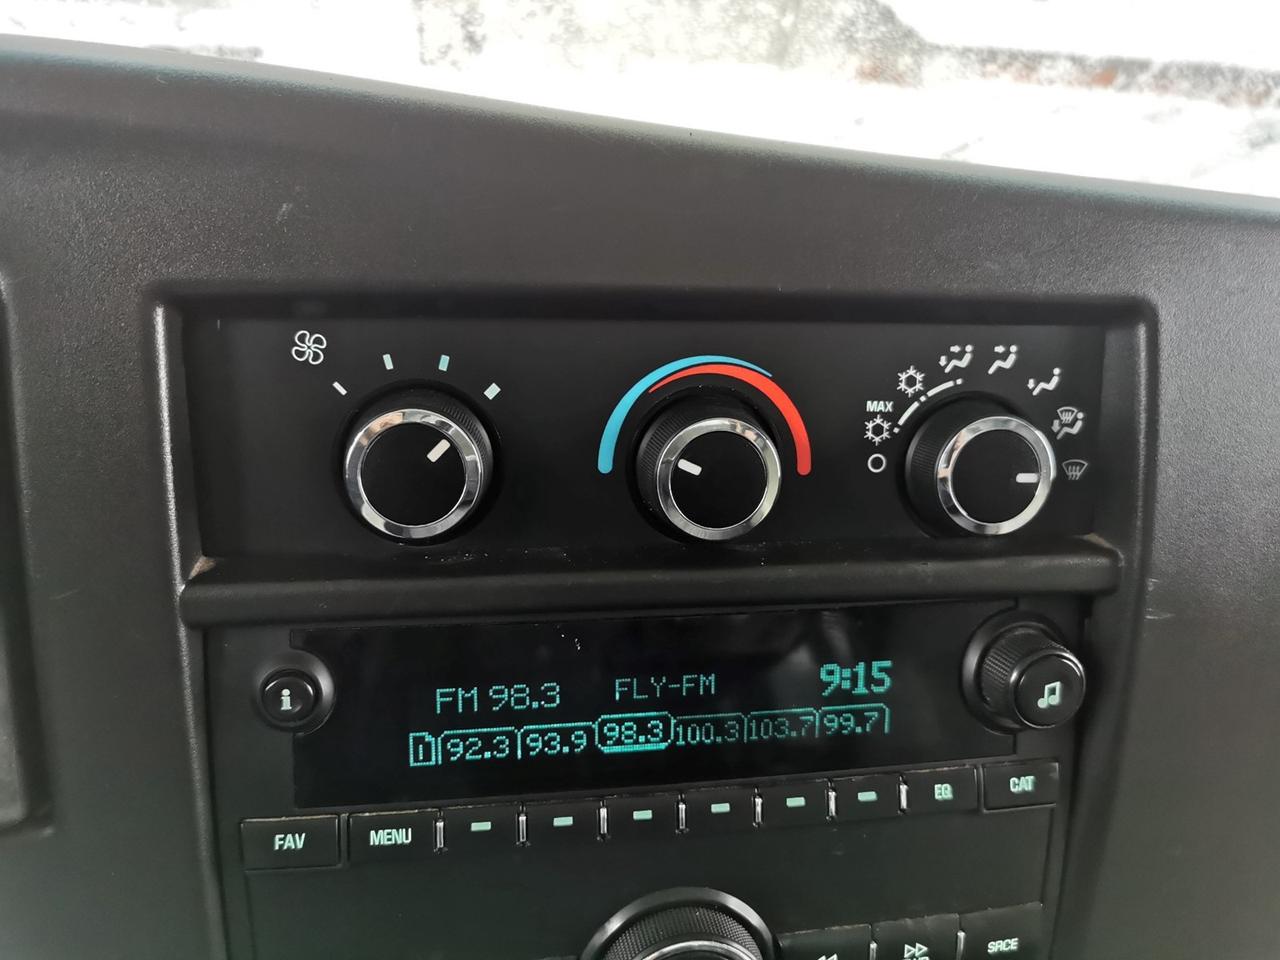 MAX
FM 98.3 FLY-FM 9:15
1 92.3 93.9 98.3 100.3 103.7 99.7
i
EQ CAT
FAV MENU
SRCE